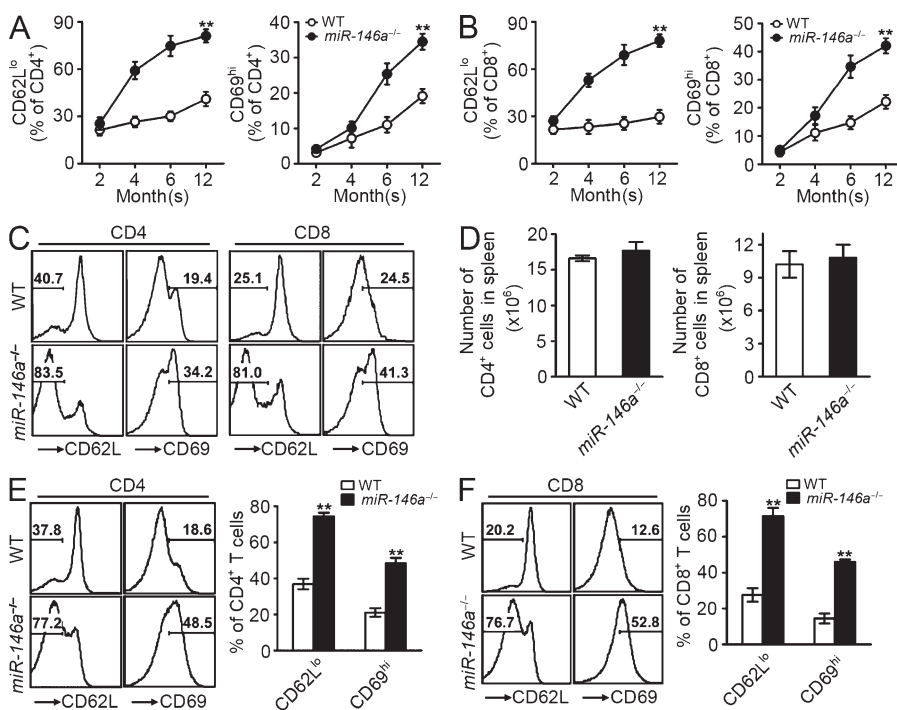 A
CD62L^lo
(% of CD4⁺)
90
60
30
0
2 4 6 12
Month(s)
**
CD69^hi
(% of CD4⁺)
40
30
20
10
0
2 4 6 12
Month(s)
**
WT
miR-146a⁻/⁻
B
CD62L^lo
(% of CD8⁺)
90
60
30
0
2 4 6 12
Month(s)
**
CD69^hi
(% of CD8⁺)
50
40
30
20
10
0
2 4 6 12
Month(s)
**
WT
miR-146a⁻/⁻
C
CD4
CD8
WT
40.7
19.4
25.1
24.5
miR-146a⁻/⁻
83.5
34.2
81.0
41.3
→CD62L →CD69 →CD62L →CD69
D
Number of
CD4⁺ cells in spleen
(x10⁶)
20
15
10
5
0
WT
miR-146a⁻/⁻
Number of
CD8⁺ cells in spleen
(x10⁶)
12
9
6
3
0
WT
miR-146a⁻/⁻
E
CD4
WT
37.8
18.6
miR-146a⁻/⁻
77.2
48.5
→CD62L →CD69
WT
miR-146a⁻/⁻
% of CD4⁺ T cells
80
60
40
20
0
**
**
CD62L^lo
CD69^hi
F
CD8
WT
20.2
12.6
miR-146a⁻/⁻
76.7
52.8
→CD62L →CD69
WT
miR-146a⁻/⁻
% of CD8⁺ T cells
80
60
40
20
0
**
**
CD62L^lo
CD69^hi